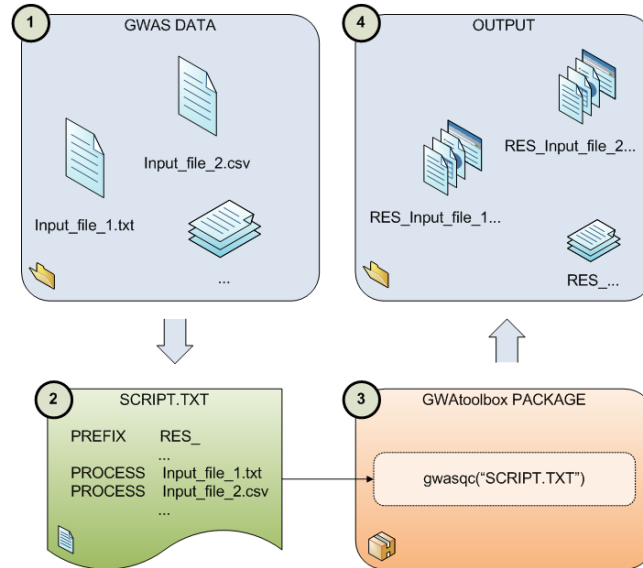 1
GWAS DATA
Input_file_2.csv
Input_file_1.txt
...
4
OUTPUT
RES_Input_file_2...
RES_Input_file_1...
RES_...
2
SCRIPT.TXT
PREFIX RES_
...
PROCESS Input_file_1.txt
PROCESS Input_file_2.csv
...
3
GWAtoolbox PACKAGE
gwasqc(“SCRIPT.TXT”)